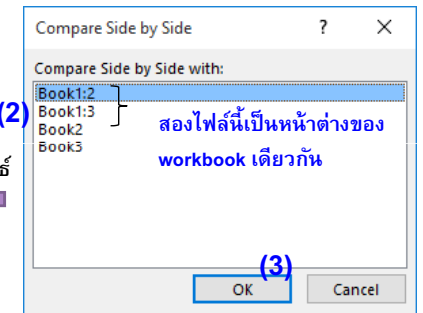 Compare Side by Side ? ×
Compare Side by Side with:
Book1:2
Book1:3
Book2
Book3
(2)
สองไฟล์นี้เป็นหน้าต่างของ
workbook เดียวกัน
ธ์
(3)
OK Cancel